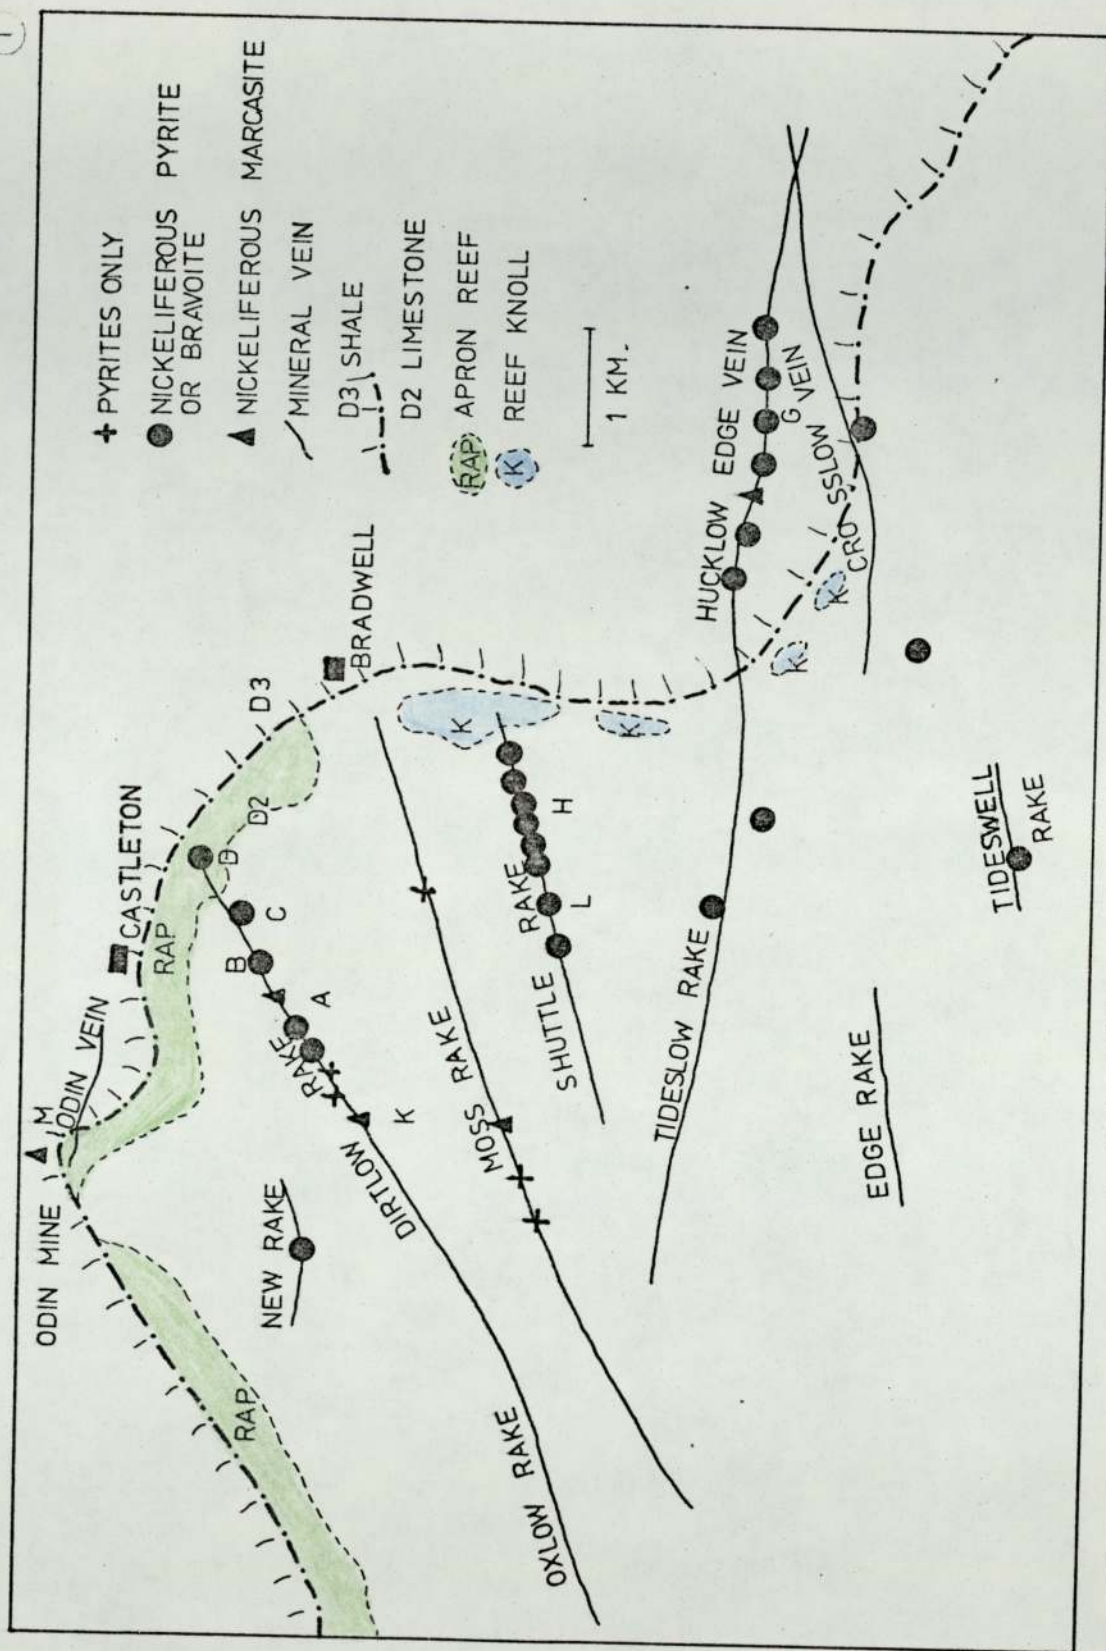 1
ODIN MINE
M
ODIN VEIN
CASTLETON
RAP
RAP
D2
D3
BRADWELL
NEW RAKE
DIRTLOW
RAKE
K
A
B
C
D
OXLOW RAKE
MOSS RAKE
SHUTTLE RAKE
L
H
K
K
K
K
TIDESLOW RAKE
HUCKLOW EDGE VEIN
G
CROSSLOW VEIN
EDGE RAKE
TIDESWELL
RAKE
PYRITES ONLY
NICKELIFEROUS PYRITE
OR BRAVOITE
NICKELIFEROUS MARCASITE
MINERAL VEIN
D3 SHALE
D2 LIMESTONE
RAP APRON REEF
K REEF KNOLL
1 KM.